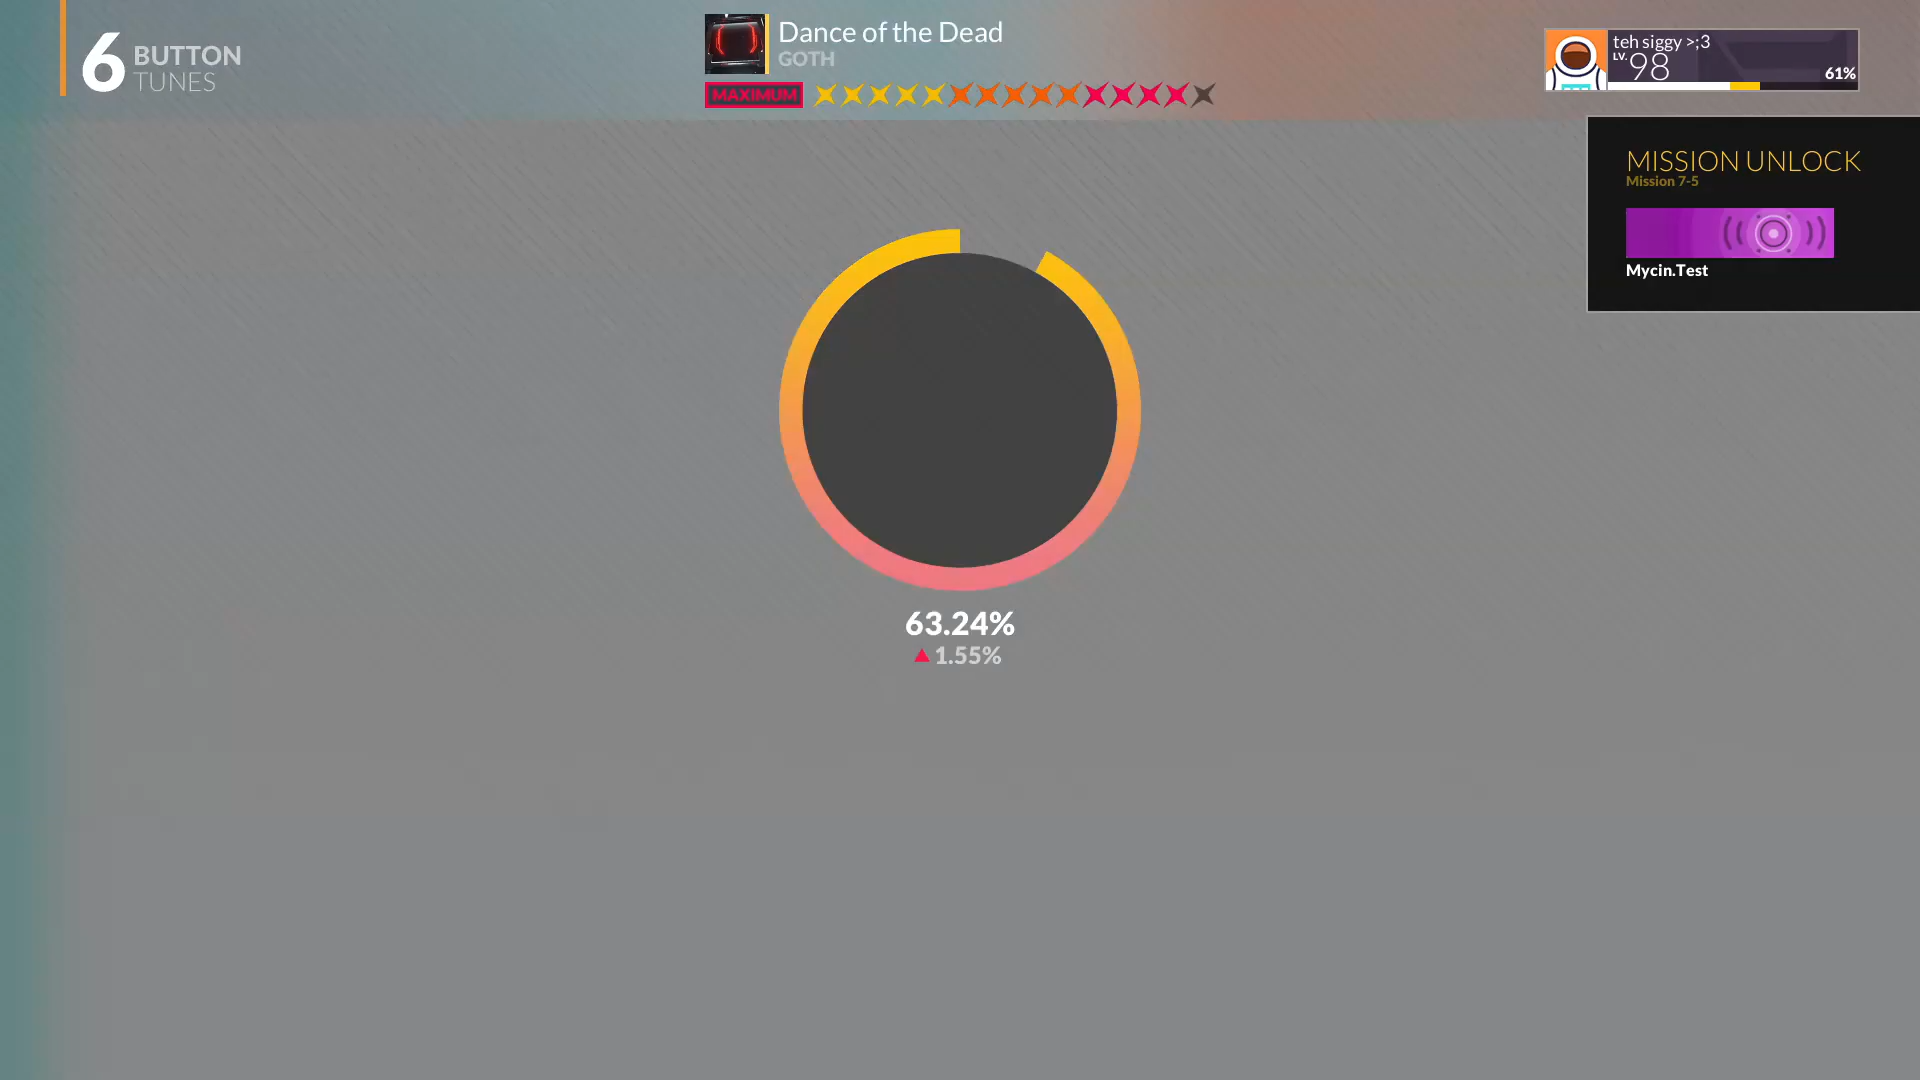 6 BUTTON
TUNES
Dance of the Dead
GOTH
MAXIMUM
teh siggy >;3
LV. 98
61%
MISSION UNLOCK
Mission 7-5
Mycin.Test
63.24%
1.55%